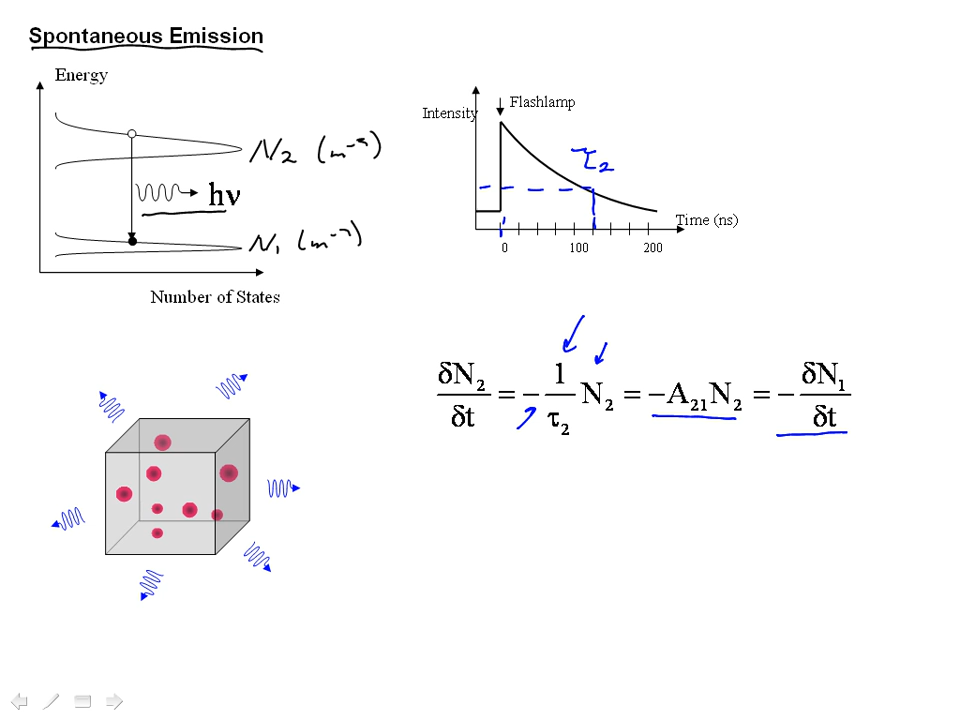 Spontaneous Emission
Energy
N₂ (m⁻³)
hν
N₁ (m⁻³)
Number of States
Intensity
Flashlamp
τ₂
Time (ns)
0 100 200
δN₂/δt = −1/τ₂ N₂ = −A₂₁N₂ = −δN₁/δt